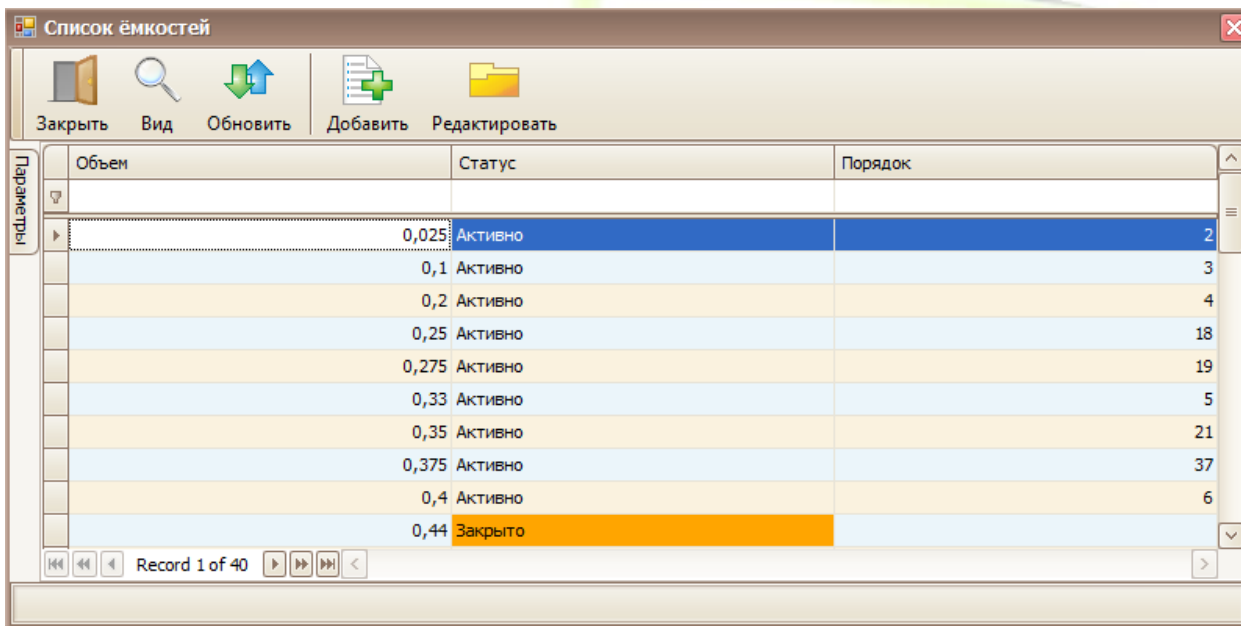 Список ёмкостей
Закрыть Вид Обновить Добавить Редактировать
Параметры
Объем Статус Порядок
0,025 Активно 2
0,1 Активно 3
0,2 Активно 4
0,25 Активно 18
0,275 Активно 19
0,33 Активно 5
0,35 Активно 21
0,375 Активно 37
0,4 Активно 6
0,44 Закрыто
Record 1 of 40